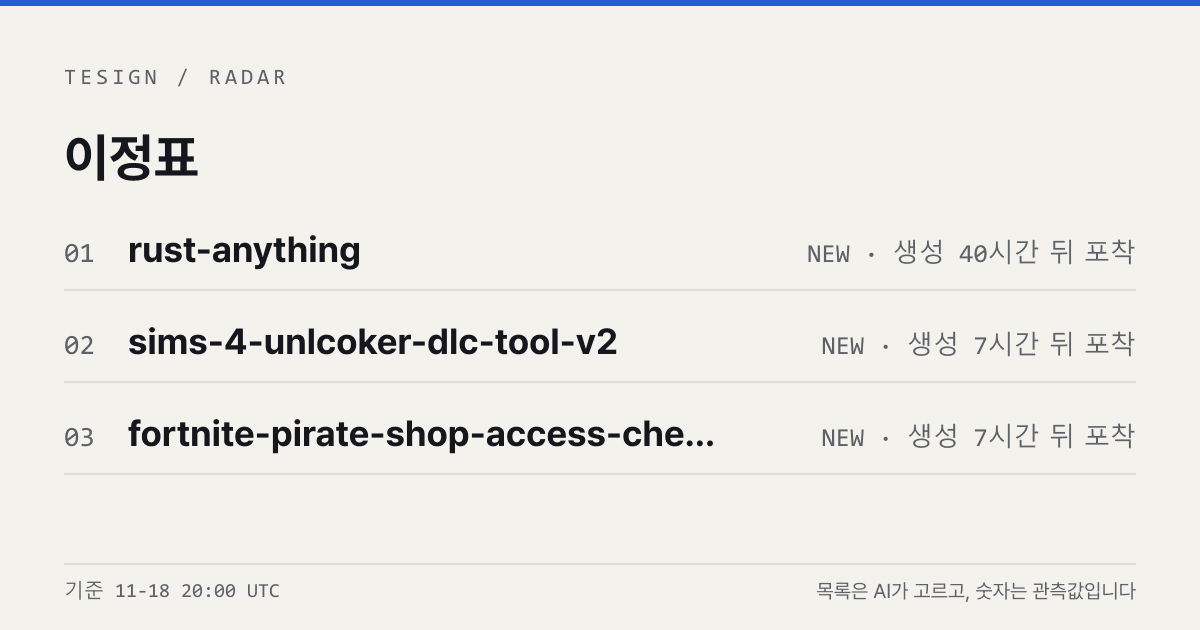 TESIGN / RADAR
이정표
01 rust-anything NEW · 생성 40시간 뒤 포착
02 sims-4-unlcoker-dlc-tool-v2 NEW · 생성 7시간 뒤 포착
03 fortnite-pirate-shop-access-che... NEW · 생성 7시간 뒤 포착
기준 11-18 20:00 UTC 목록은 AI가 고르고, 숫자는 관측값입니다